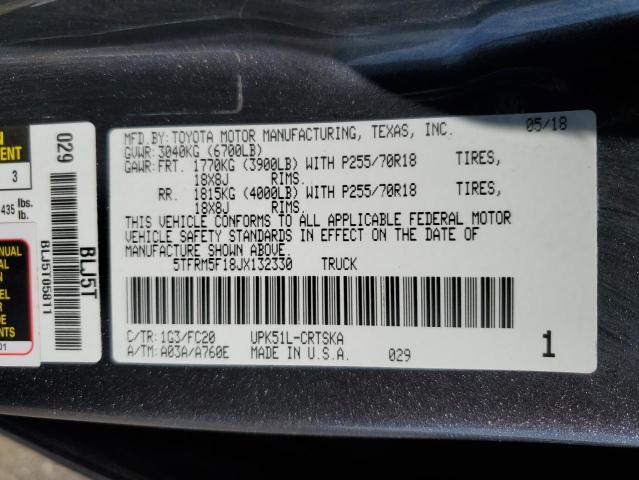 MFD.BY: TOYOTA MOTOR MANUFACTURING, TEXAS, INC. 05/18
GVWR: 3040KG (6700LB)
GAWR: FRT. 1770KG (3900LB) WITH P255/70R18 TIRES,
18X8J RIMS.
RR. 1815KG (4000LB) WITH P255/70R18 TIRES,
18X8J RIMS.
THIS VEHICLE CONFORMS TO ALL APPLICABLE FEDERAL MOTOR
VEHICLE SAFETY STANDARDS IN EFFECT ON THE DATE OF
MANUFACTURE SHOWN ABOVE.
5TFRM5F18JX132330 TRUCK
C/TR: 1G3/FC20 UPK51L-CRTSKA
A/TM: A03A/A760E MADE IN U.S.A. 029
1
029
BLJ5T
BLJ5T05811
3
435 lbs.
lb.